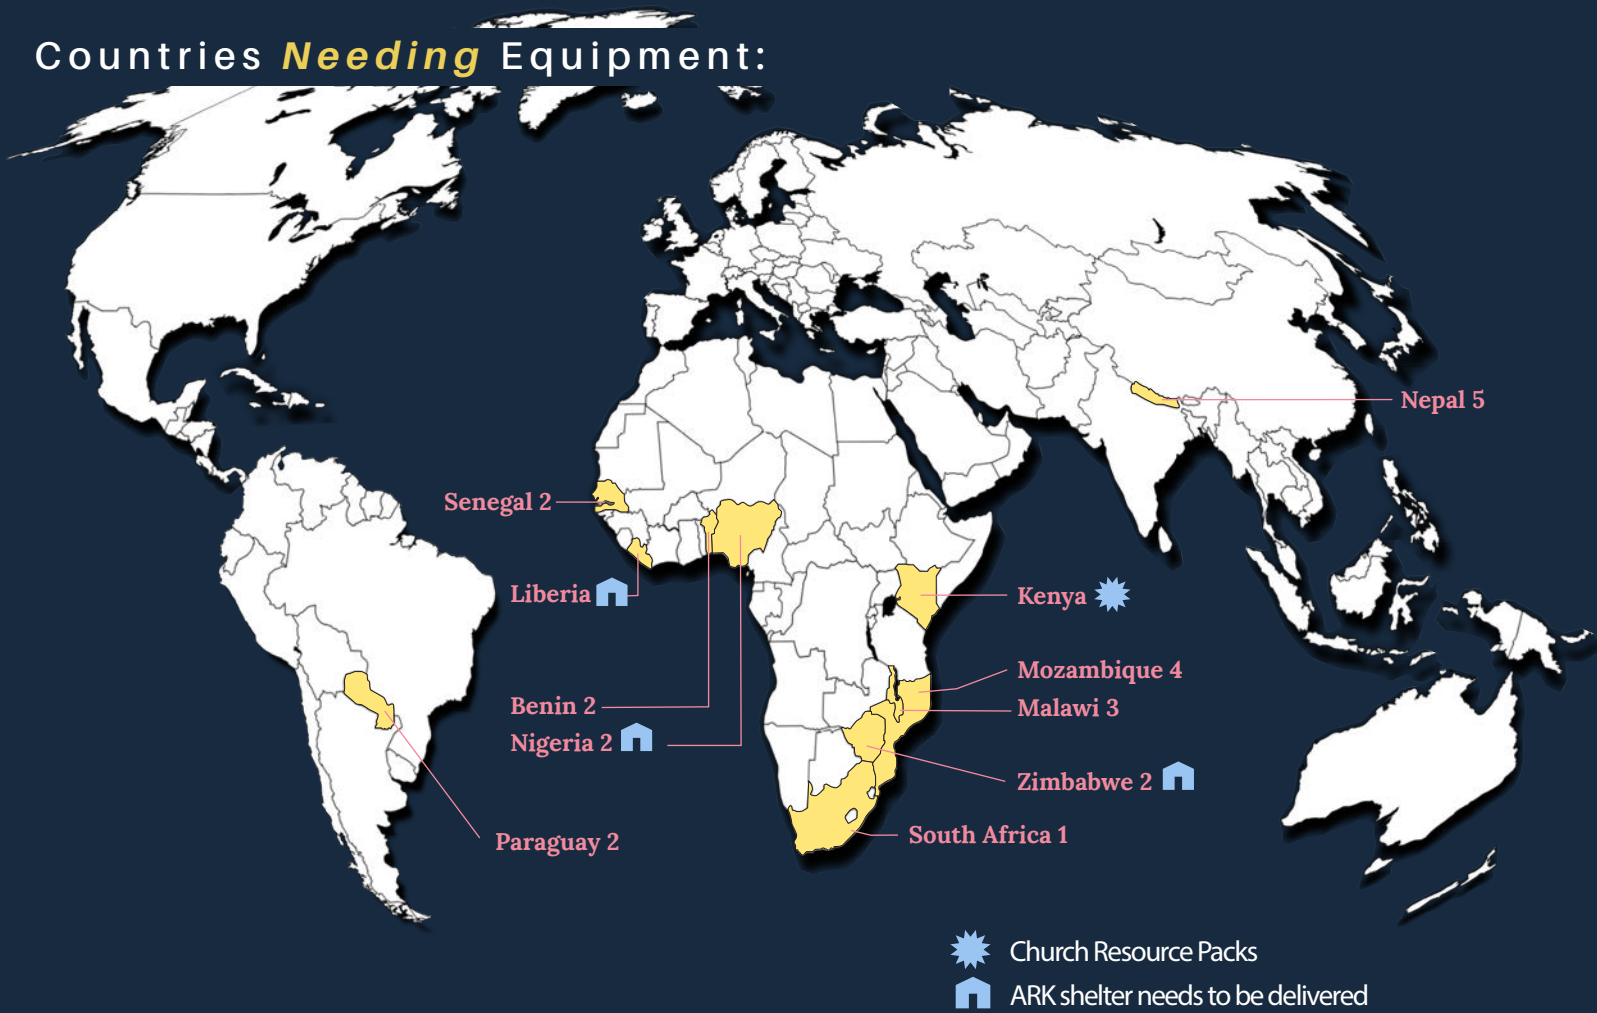 Countries Needing Equipment:
Nepal 5
Senegal 2
Liberia
Kenya
Mozambique 4
Benin 2
Malawi 3
Nigeria 2
Zimbabwe 2
South Africa 1
Paraguay 2
Church Resource Packs
ARK shelter needs to be delivered